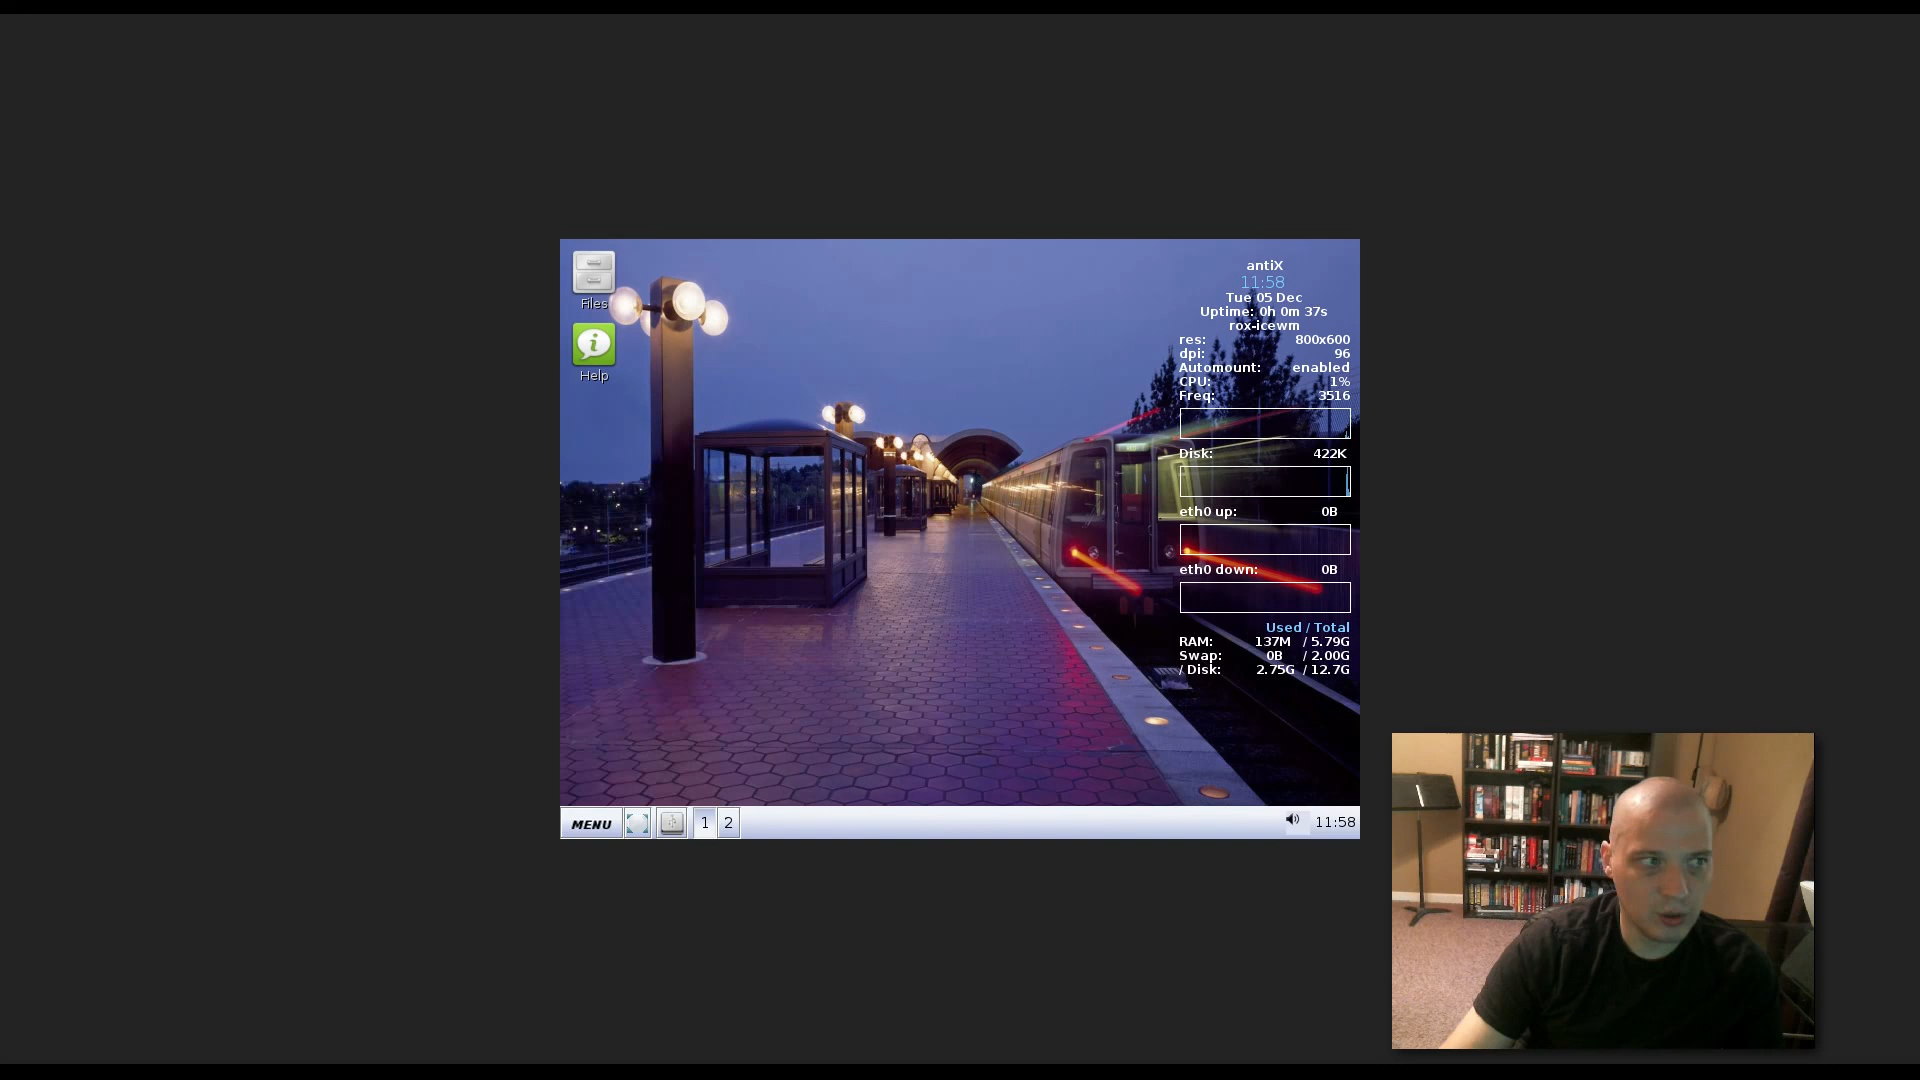 Files
Help
antiX
11:58
Tue 05 Dec
Uptime: 0h 0m 37s
rox-icewm
res: 800x600
dpi: 96
Automount: enabled
CPU: 1%
Freq: 3516
Disk: 422K
eth0 up: 0B
eth0 down: 0B
Used / Total
RAM: 137M / 5.79G
Swap: 0B / 2.00G
/ Disk: 2.75G / 12.7G
MENU 1 2 11:58